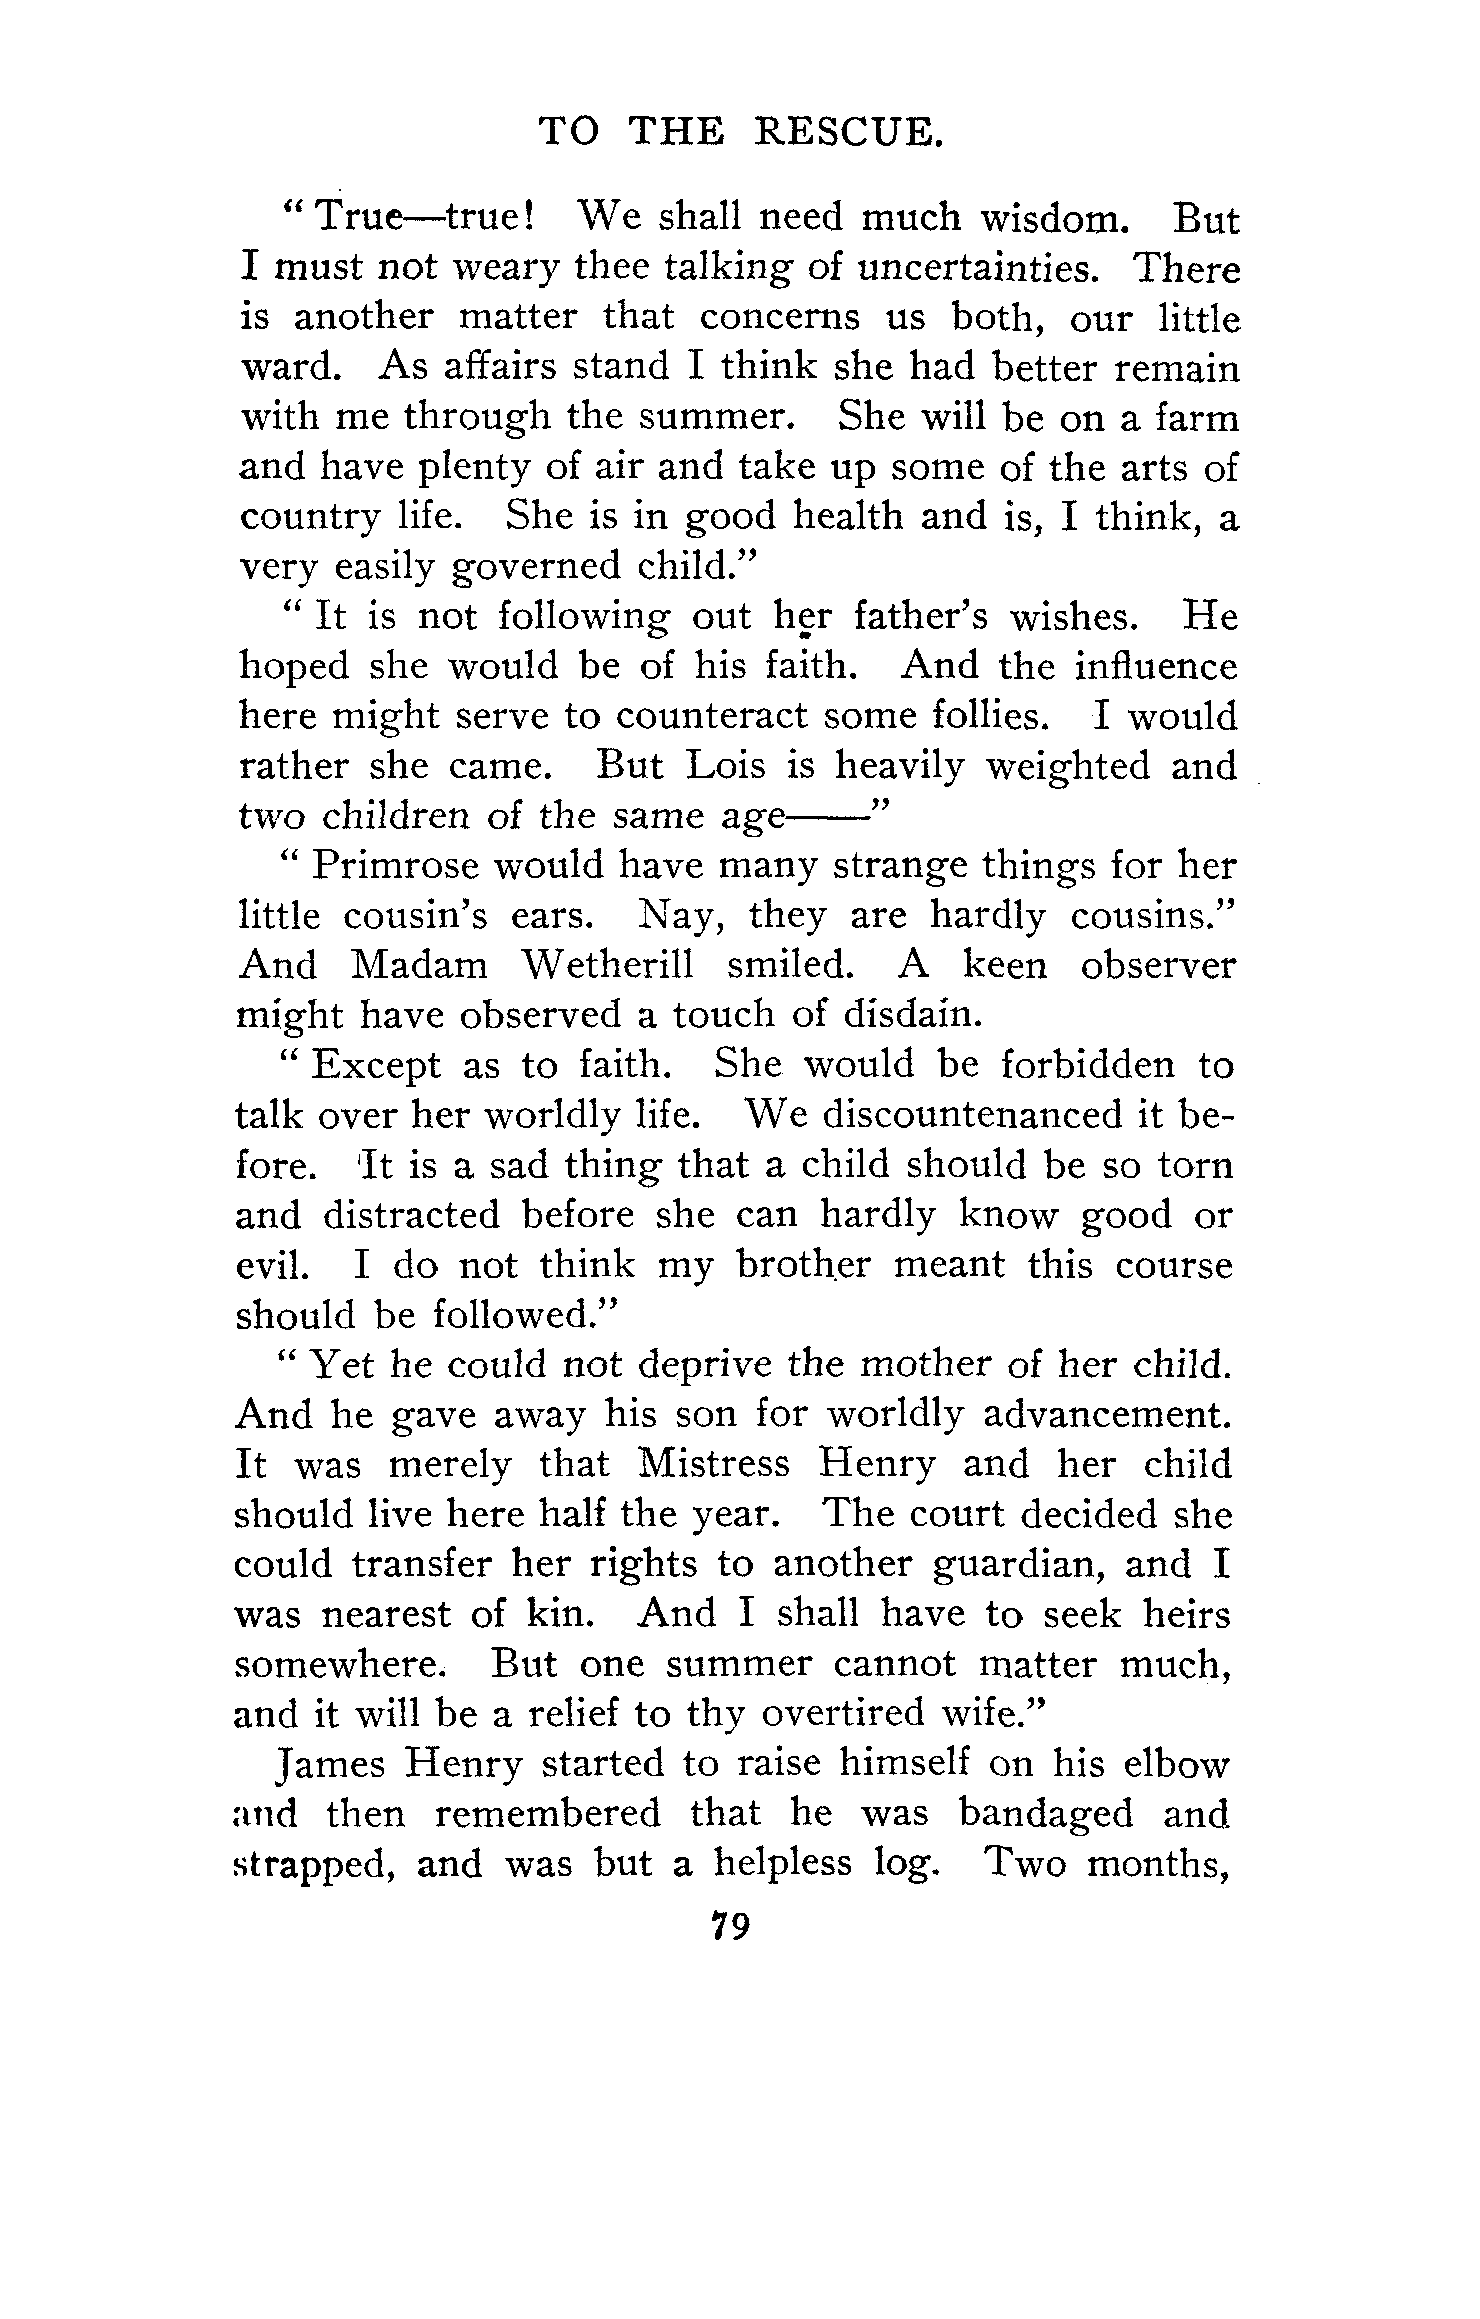 TO THE RESCUE.
“True—true! We shall need much wisdom. But
I must not weary thee talking of uncertainties. There
is another matter that concerns us both, our little
ward. As affairs stand I think she had better remain
with me through the summer. She will be on a farm
and have plenty of air and take up some of the arts of
country life. She is in good health and is, I think, a
very easily governed child.”
“It is not following out her father’s wishes. He
hoped she would be of his faith. And the influence
here might serve to counteract some follies. I would
rather she came. But Lois is heavily weighted and
two children of the same age——”
“Primrose would have many strange things for her
little cousin’s ears. Nay, they are hardly cousins.”
And Madam Wetherill smiled. A keen observer
might have observed a touch of disdain.
“Except as to faith. She would be forbidden to
talk over her worldly life. We discountenanced it be-
fore. It is a sad thing that a child should be so torn
and distracted before she can hardly know good or
evil. I do not think my brother meant this course
should be followed.”
“Yet he could not deprive the mother of her child.
And he gave away his son for worldly advancement.
It was merely that Mistress Henry and her child
should live here half the year. The court decided she
could transfer her rights to another guardian, and I
was nearest of kin. And I shall have to seek heirs
somewhere. But one summer cannot matter much,
and it will be a relief to thy overtired wife.”
James Henry started to raise himself on his elbow
and then remembered that he was bandaged and
strapped, and was but a helpless log. Two months,
79